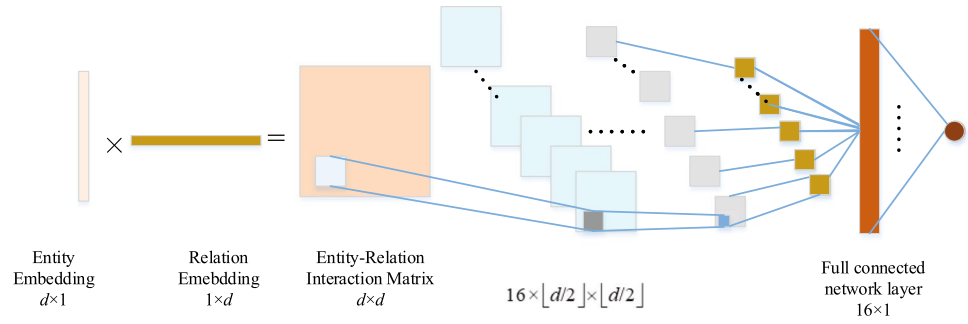 ×
=
Entity
Embedding
d×1
Relation
Emebdding
1×d
Entity-Relation
Interaction Matrix
d×d
16×⌊d/2⌋×⌊d/2⌋
Full connected
network layer
16×1